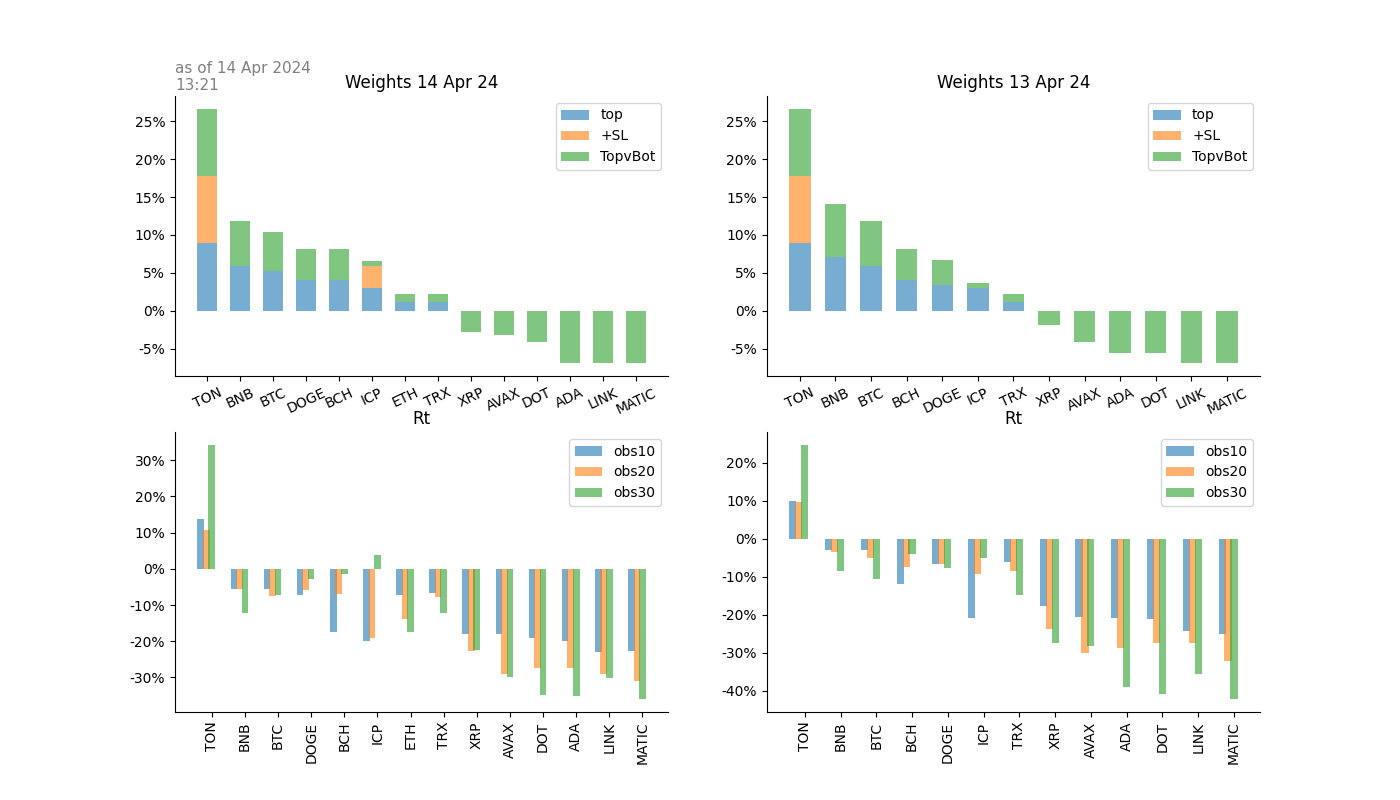 as of 14 Apr 2024
13:21
Weights 14 Apr 24
25%
20%
15%
10%
5%
0%
-5%
top
+SL
TopvBot
TON BNB BTC DOGE BCH ICP ETH TRX XRP AVAX DOT ADA LINK MATIC
Weights 13 Apr 24
25%
20%
15%
10%
5%
0%
-5%
top
+SL
TopvBot
TON BNB BTC BCH DOGE ICP TRX XRP AVAX ADA DOT LINK MATIC
Rt
30%
20%
10%
0%
-10%
-20%
-30%
obs10
obs20
obs30
TON BNB BTC DOGE BCH ICP ETH TRX XRP AVAX DOT ADA LINK MATIC
Rt
20%
10%
0%
-10%
-20%
-30%
-40%
obs10
obs20
obs30
TON BNB BTC BCH DOGE ICP TRX XRP AVAX ADA DOT LINK MATIC